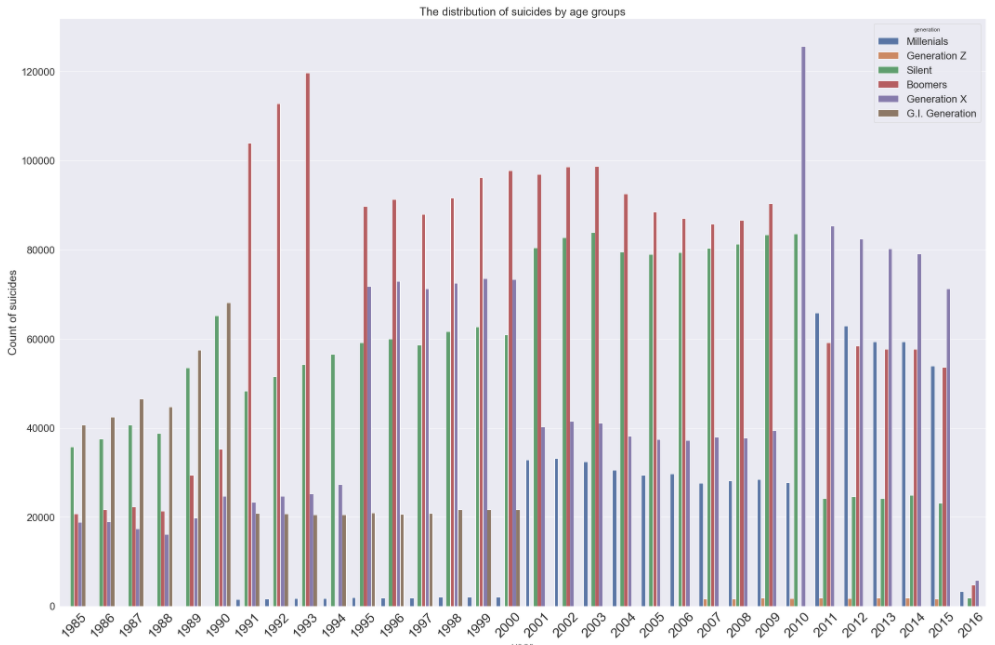 The distribution of suicides by age groups
generation
Millenials
Generation Z
Silent
Boomers
Generation X
G.I. Generation
Count of suicides
120000
100000
80000
60000
40000
20000
0
1985 1986 1987 1988 1989 1990 1991 1992 1993 1994 1995 1996 1997 1998 1999 2000 2001 2002 2003 2004 2005 2006 2007 2008 2009 2010 2011 2012 2013 2014 2015 2016